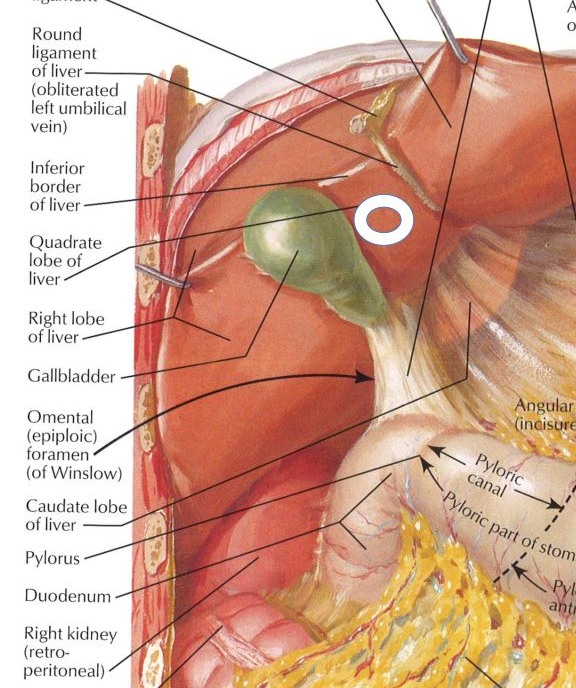 ligament
Round
ligament
of liver
(obliterated
left umbilical
vein)
Inferior
border
of liver
Quadrate
lobe of
liver
Right lobe
of liver
Gallbladder
Omental
(epiploic)
foramen
(of Winslow)
Caudate lobe
of liver
Pylorus
Duodenum
Right kidney
(retro-
peritoneal)
A
o
Angular
(incisure
Pyloric
canal
Pyloric part of stom
Pyl
antr